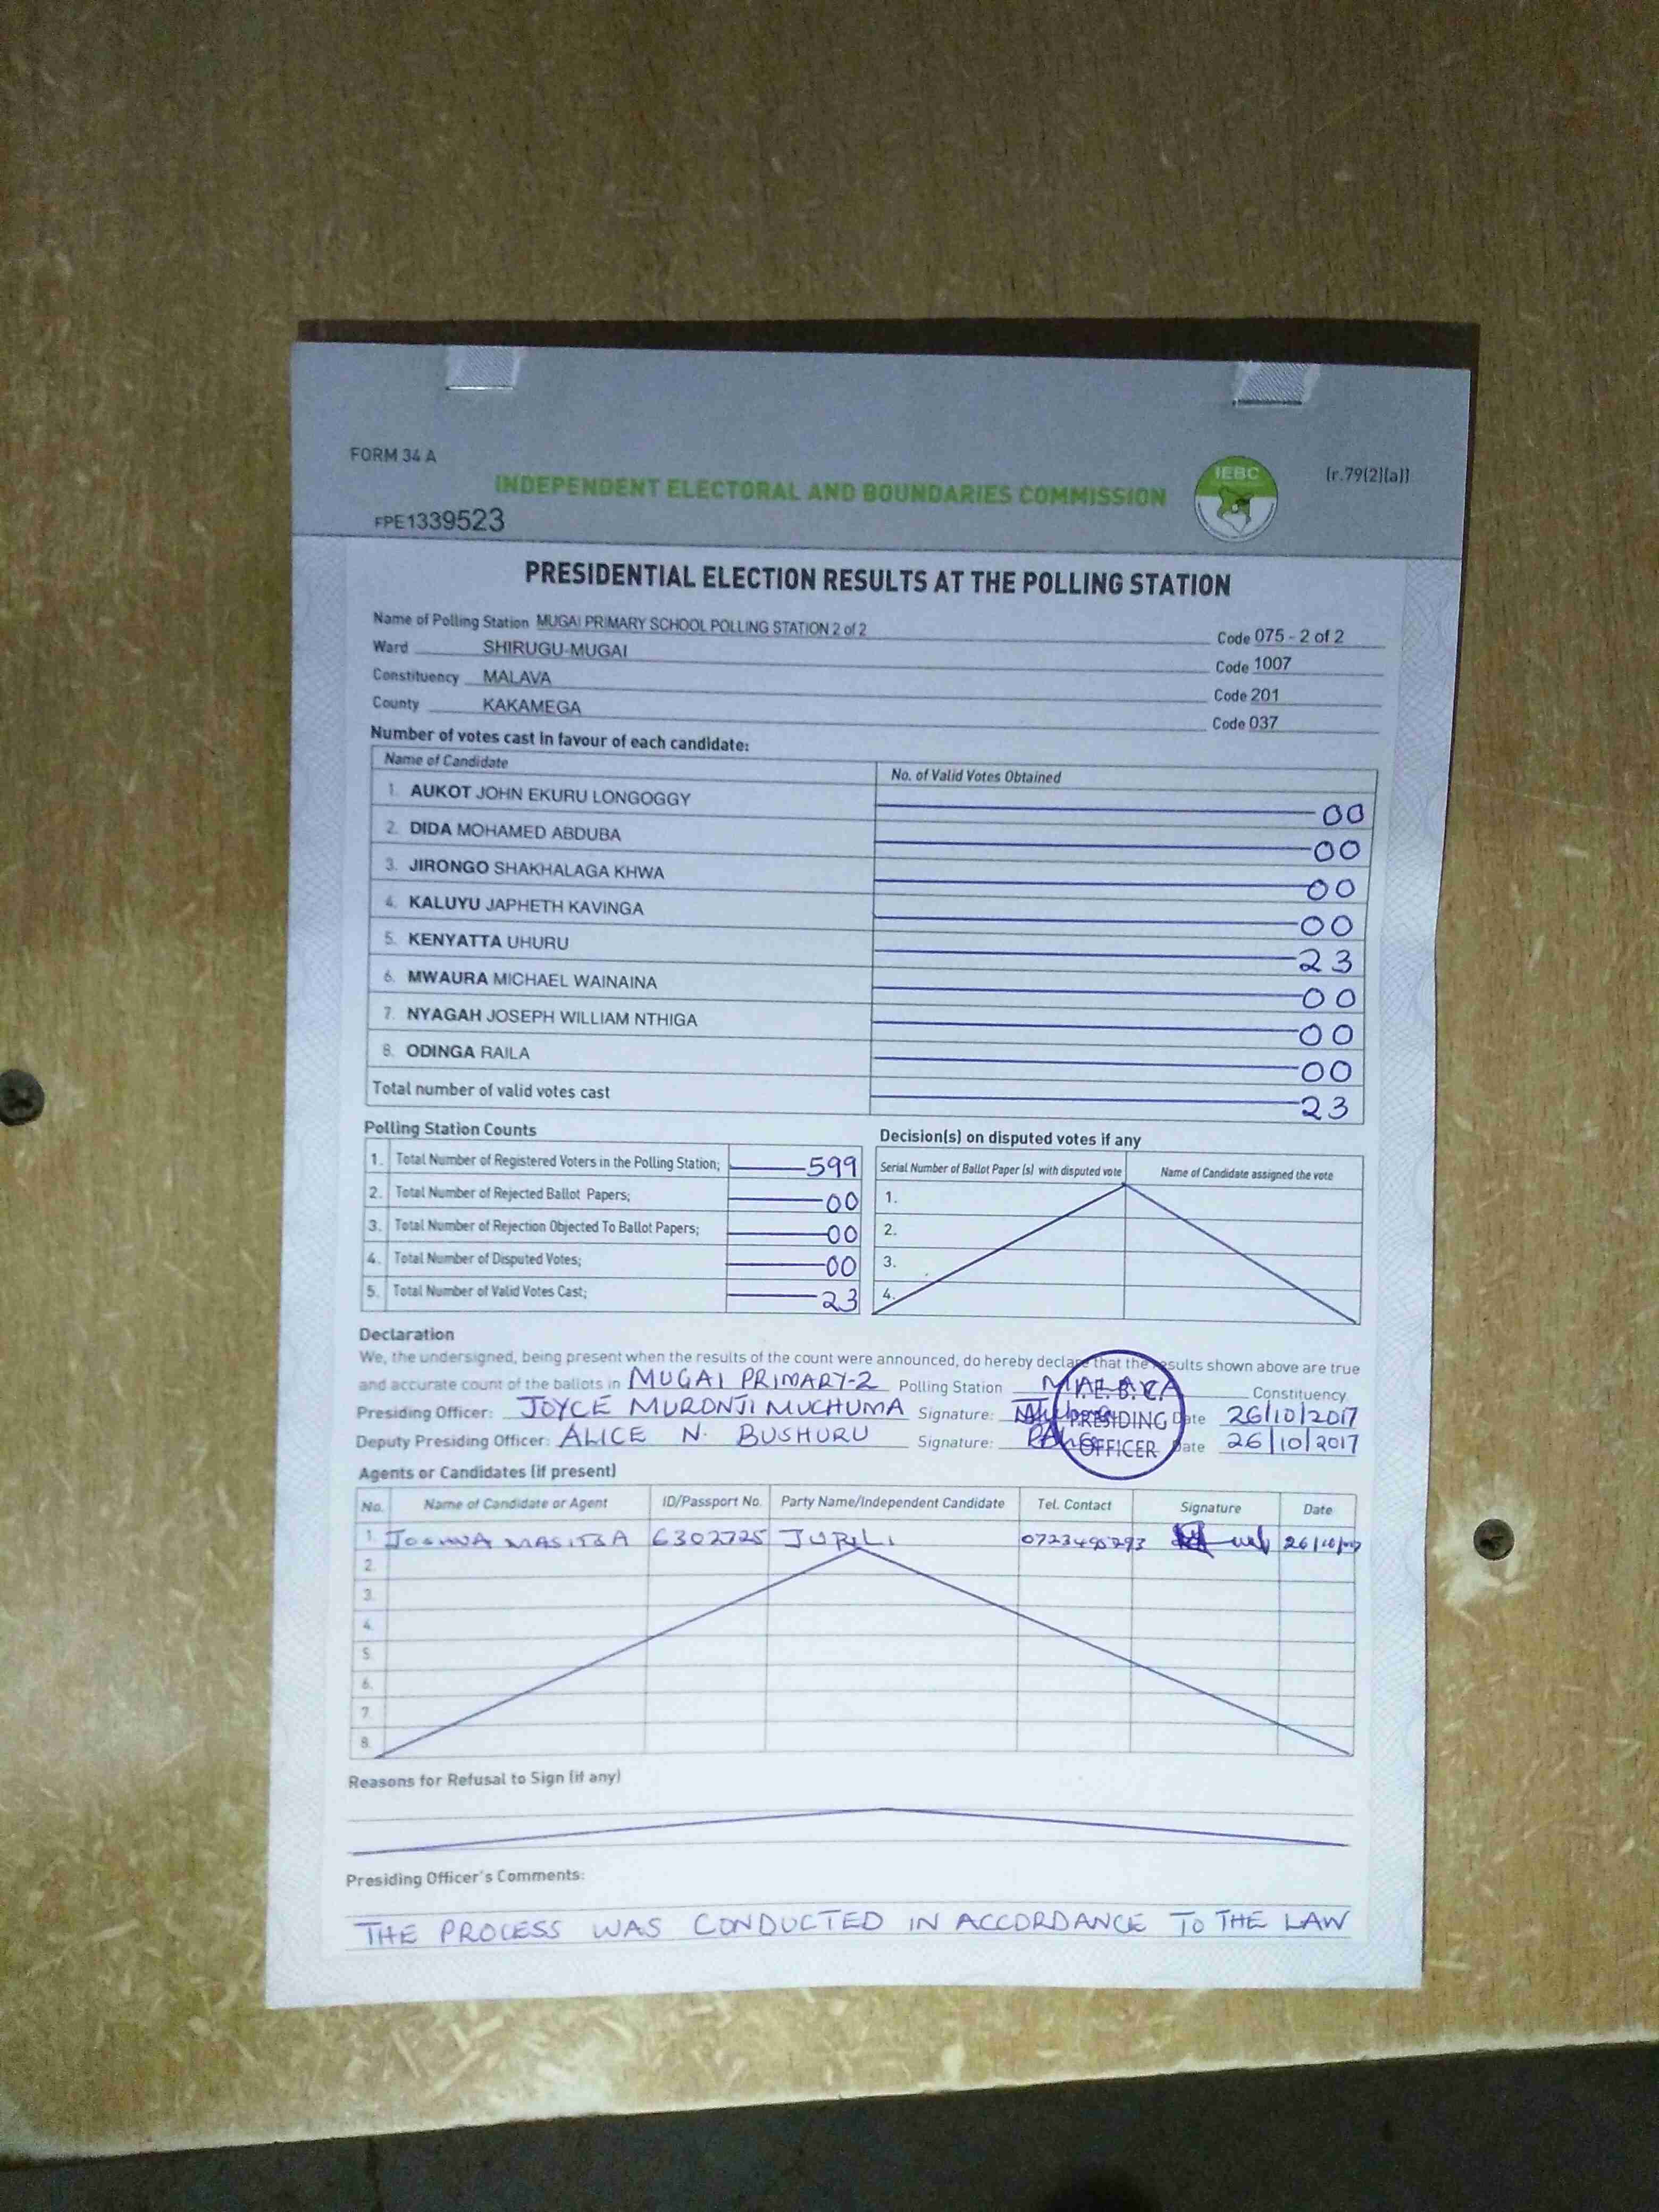 FORM 34 A
IEBC
(r.79(2)(a))
INDEPENDENT ELECTORAL AND BOUNDARIES COMMISSION
FPE1339523
PRESIDENTIAL ELECTION RESULTS AT THE POLLING STATION
Name of Polling Station MUGAI PRIMARY SCHOOL POLLING STATION 2 of 2 Code 075 - 2 of 2
Ward SHIRUGU-MUGAI Code 1007
Constituency MALAVA Code 201
County KAKAMEGA Code 037
Number of votes cast in favour of each candidate:
Name of Candidate No. of Valid Votes Obtained
1. AUKOT JOHN EKURU LONGOGGY 00
2. DIDA MOHAMED ABDUBA 00
3. JIRONGO SHAKHALAGA KHWA 00
4. KALUYU JAPHETH KAVINGA 00
5. KENYATTA UHURU 23
6. MWAURA MICHAEL WAINAINA 00
7. NYAGAH JOSEPH WILLIAM NTHIGA 00
8. ODINGA RAILA 00
Total number of valid votes cast 23
Polling Station Counts
1. Total Number of Registered Voters in the Polling Station; 599
2. Total Number of Rejected Ballot Papers; 00
3. Total Number of Rejection Objected To Ballot Papers; 00
4. Total Number of Disputed Votes; 00
5. Total Number of Valid Votes Cast; 23
Decision(s) on disputed votes if any
Serial Number of Ballot Paper (s) with disputed vote Name of Candidate assigned the vote
1.
2.
3.
4.
Declaration
We, the undersigned, being present when the results of the count were announced, do hereby declare that the results shown above are true
and accurate count of the ballots in MUGAI PRIMARY-2 Polling Station Constituency
Presiding Officer: JOYCE MURONJI MUCHUMA Signature: Date 26/10/2017
Deputy Presiding Officer: ALICE N. BUSHURU Signature: Date 26/10/2017
PRESIDING
OFFICER
Agents or Candidates (if present)
No. Name of Candidate or Agent ID/Passport No. Party Name/Independent Candidate Tel. Contact Signature Date
1. MASITSA 6302725 JUBILI 0723495293
2.
3.
4.
5.
6.
7.
8.
Reasons for Refusal to Sign (if any)
Presiding Officer's Comments:
THE PROCESS WAS CONDUCTED IN ACCORDANCE TO THE LAW